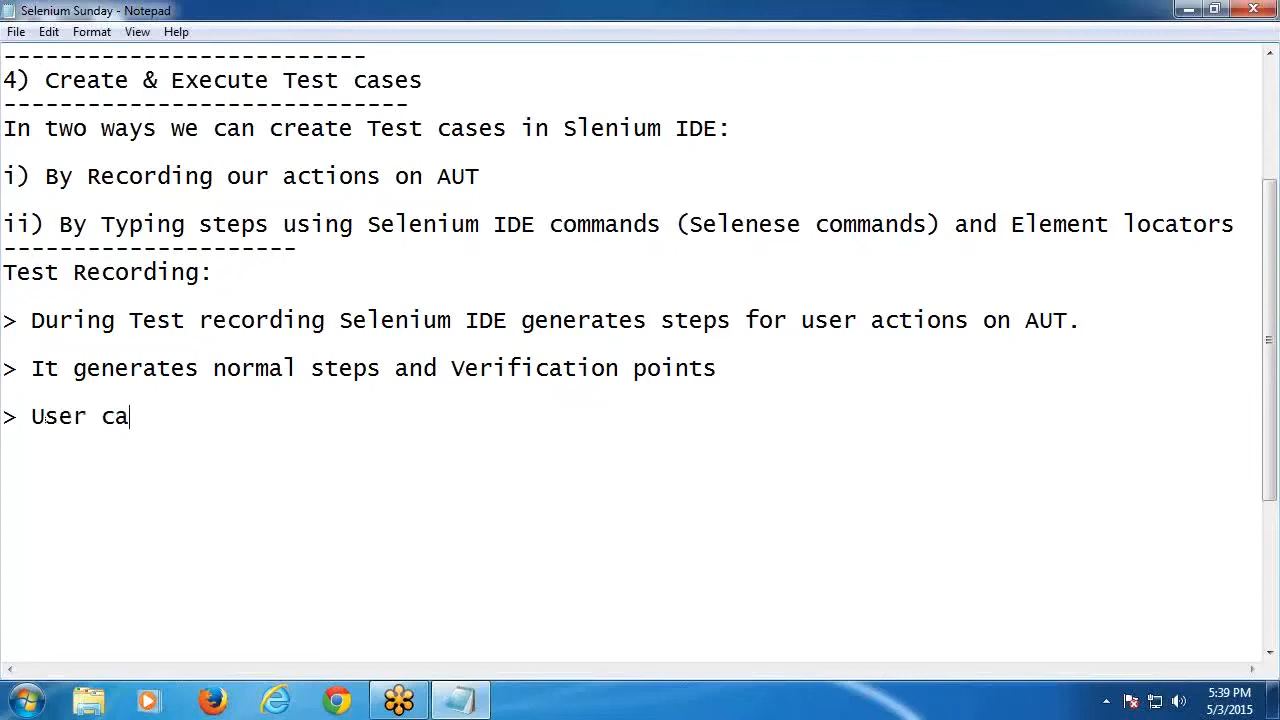 Selenium Sunday - Notepad
File Edit Format View Help
--------------------------
4) Create & Execute Test cases
-----------------------------
In two ways we can create Test cases in Slenium IDE:
i) By Recording our actions on AUT
ii) By Typing steps using Selenium IDE commands (Selenese commands) and Element locators
---------------------
Test Recording:
> During Test recording Selenium IDE generates steps for user actions on AUT.
> It generates normal steps and Verification points
> User ca
5:39 PM
5/3/2015